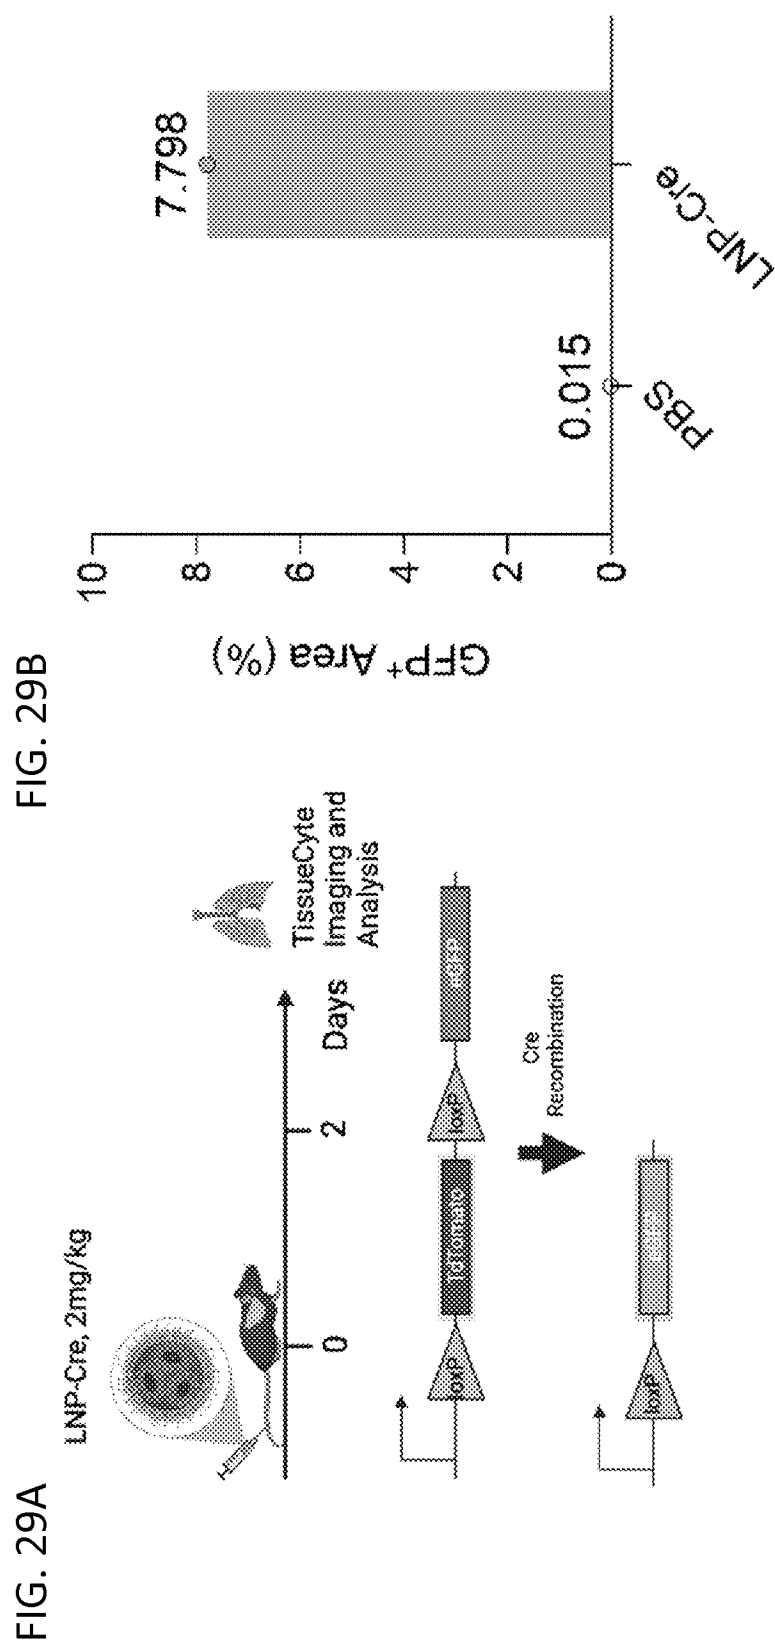 FIG. 29A
LNP-Cre, 2mg/kg
0
2
Days
TissueCyte
Imaging and
Analysis
loxP
TdTomato
loxP
eGFP
Cre
Recombination
loxP
FIG. 29B
GFP⁺ Area (%)
10
8
6
4
2
0
0.015
7.798
PBS
LNP-Cre